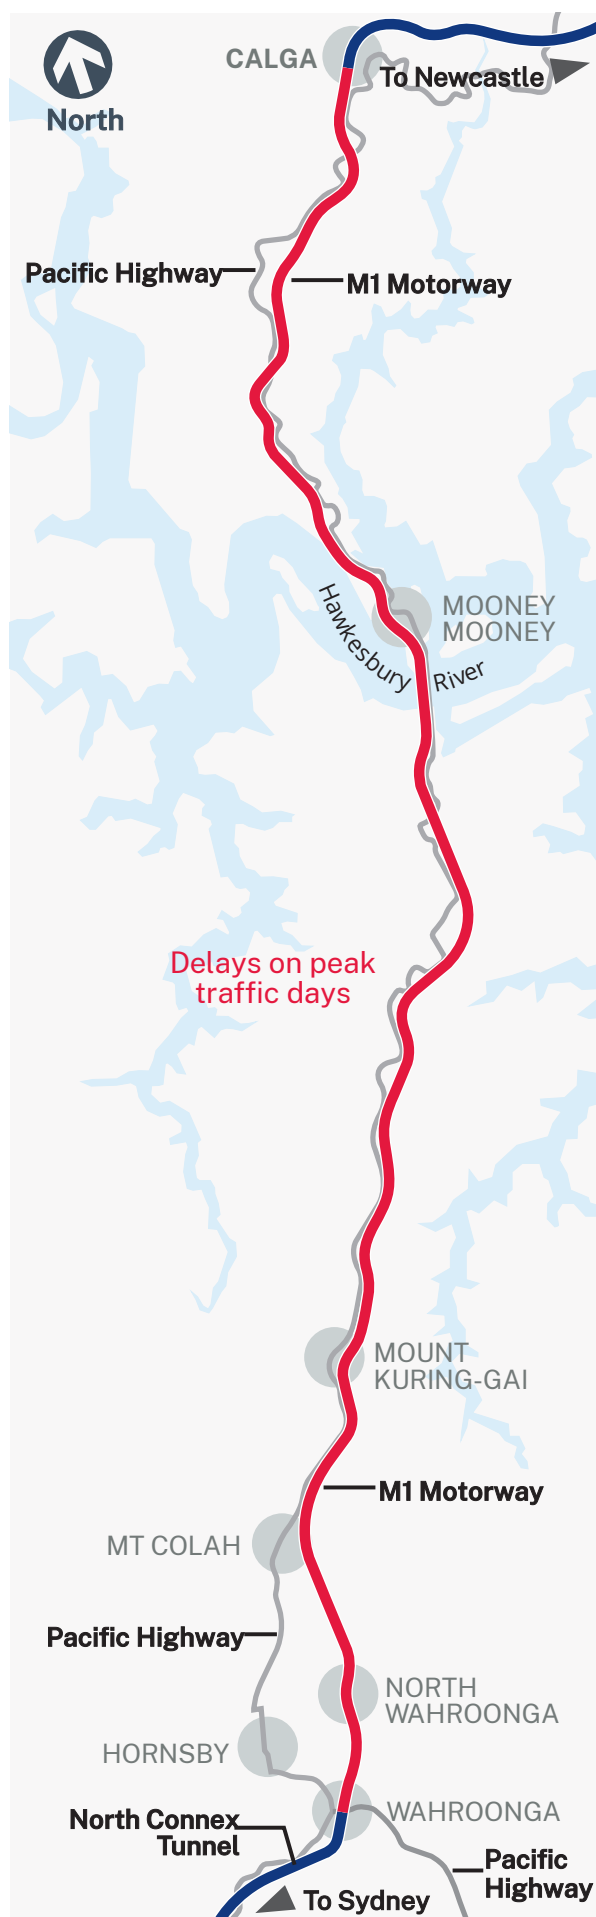 CALGA
To Newcastle
North
Pacific Highway
M1 Motorway
MOONEY
MOONEY
Hawkesbury River
Delays on peak
traffic days
MOUNT
KURING-GAI
M1 Motorway
MT COLAH
Pacific Highway
NORTH
WAHROONGA
HORNSBY
WAHROONGA
North Connex
Tunnel
Pacific
Highway
To Sydney